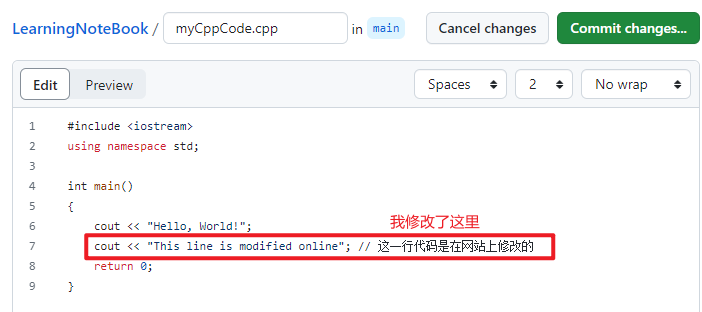 LearningNoteBook / myCppCode.cpp in main Cancel changes Commit changes...
Edit Preview Spaces 2 No wrap
1 #include <iostream>
2 using namespace std;
3
4 int main()
5 {
6 cout << "Hello, World!";
我修改了这里
7 cout << "This line is modified online"; // 这一行代码是在网站上修改的
8 return 0;
9 }